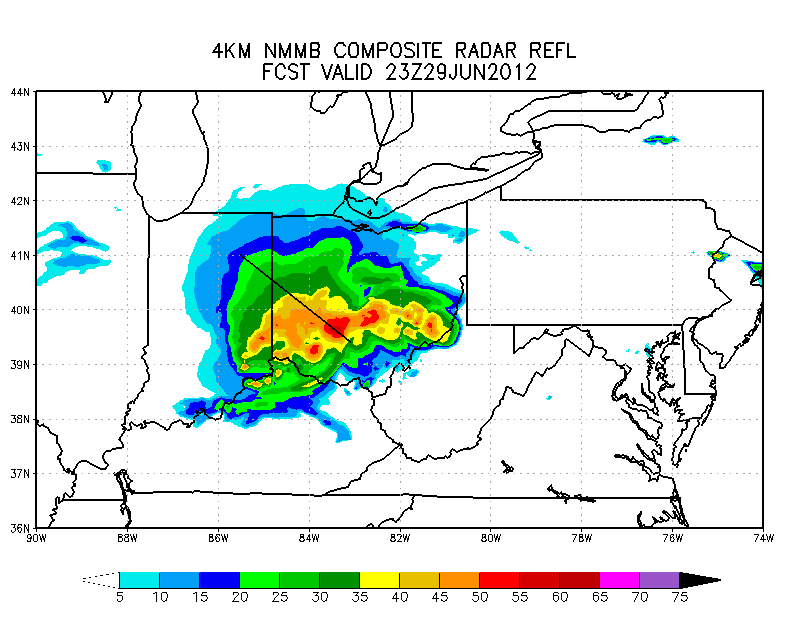 4KM NMMB COMPOSITE RADAR REFL
FCST VALID 23Z29JUN2012
44N
43N
42N
41N
40N
39N
38N
37N
36N
90W 88W 86W 84W 82W 80W 78W 76W 74W
5 10 15 20 25 30 35 40 45 50 55 60 65 70 75